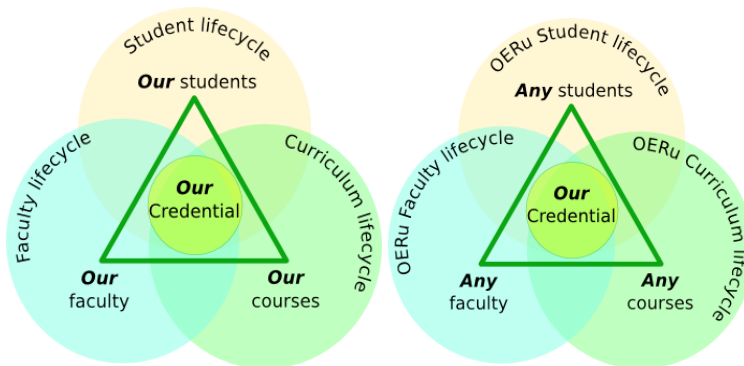 Student lifecycle
Our students
Faculty lifecycle
Curriculum lifecycle
Our
Credential
Our
faculty
Our
courses
OERu Student lifecycle
Any students
OERu Faculty lifecycle
OERu Curriculum lifecycle
Our
Credential
Any
faculty
Any
courses